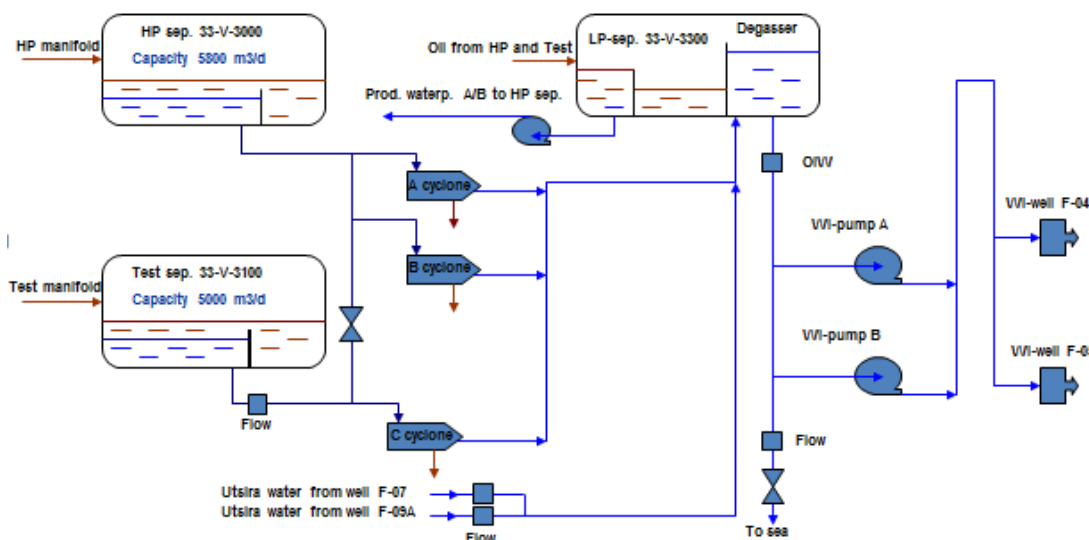 HP sep. 33-V-3000
Capacity 5800 m3/d
HP manifold
LP-sep. 33-V-3300
Degasser
Oil from HP and Test
Prod. waterp. A/B to HP sep.
OIW
A cyclone
WI-well F-04
WI-pump A
B cyclone
Test sep. 33-V-3100
Capacity 5000 m3/d
Test manifold
WI-pump B
WI-well F-0
Flow
C cyclone
Flow
Utsira water from well F-07
Utsira water from well F-09A
Flow
To sea